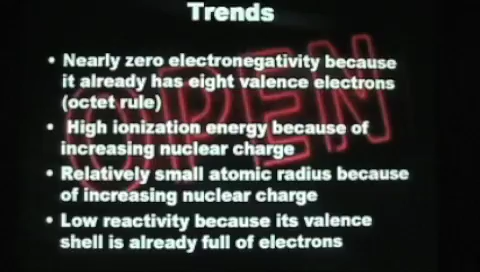 Trends
• Nearly zero electronegativity because
it already has eight valence electrons
(octet rule)
• High ionization energy because of
increasing nuclear charge
• Relatively small atomic radius because
of increasing nuclear charge
• Low reactivity because its valence
shell is already full of electrons
OPEN